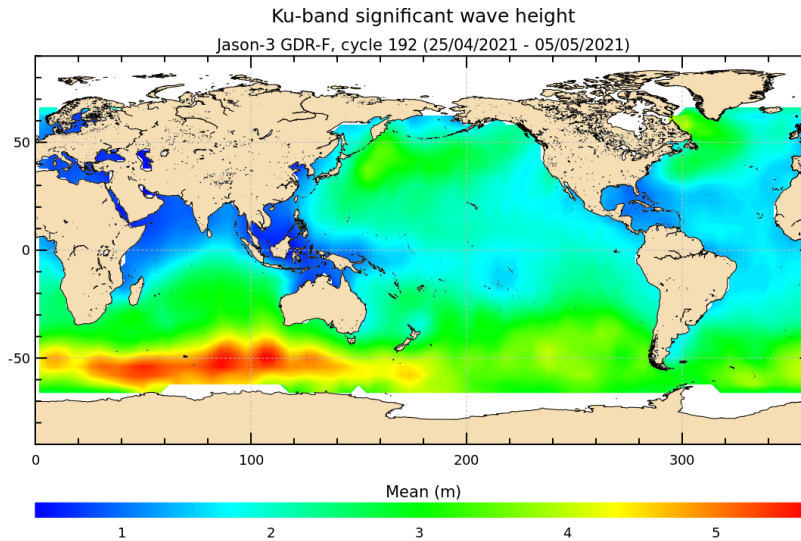 Ku-band significant wave height
Jason-3 GDR-F, cycle 192 (25/04/2021 - 05/05/2021)
50
0
-50
0 100 200 300
Mean (m)
1 2 3 4 5